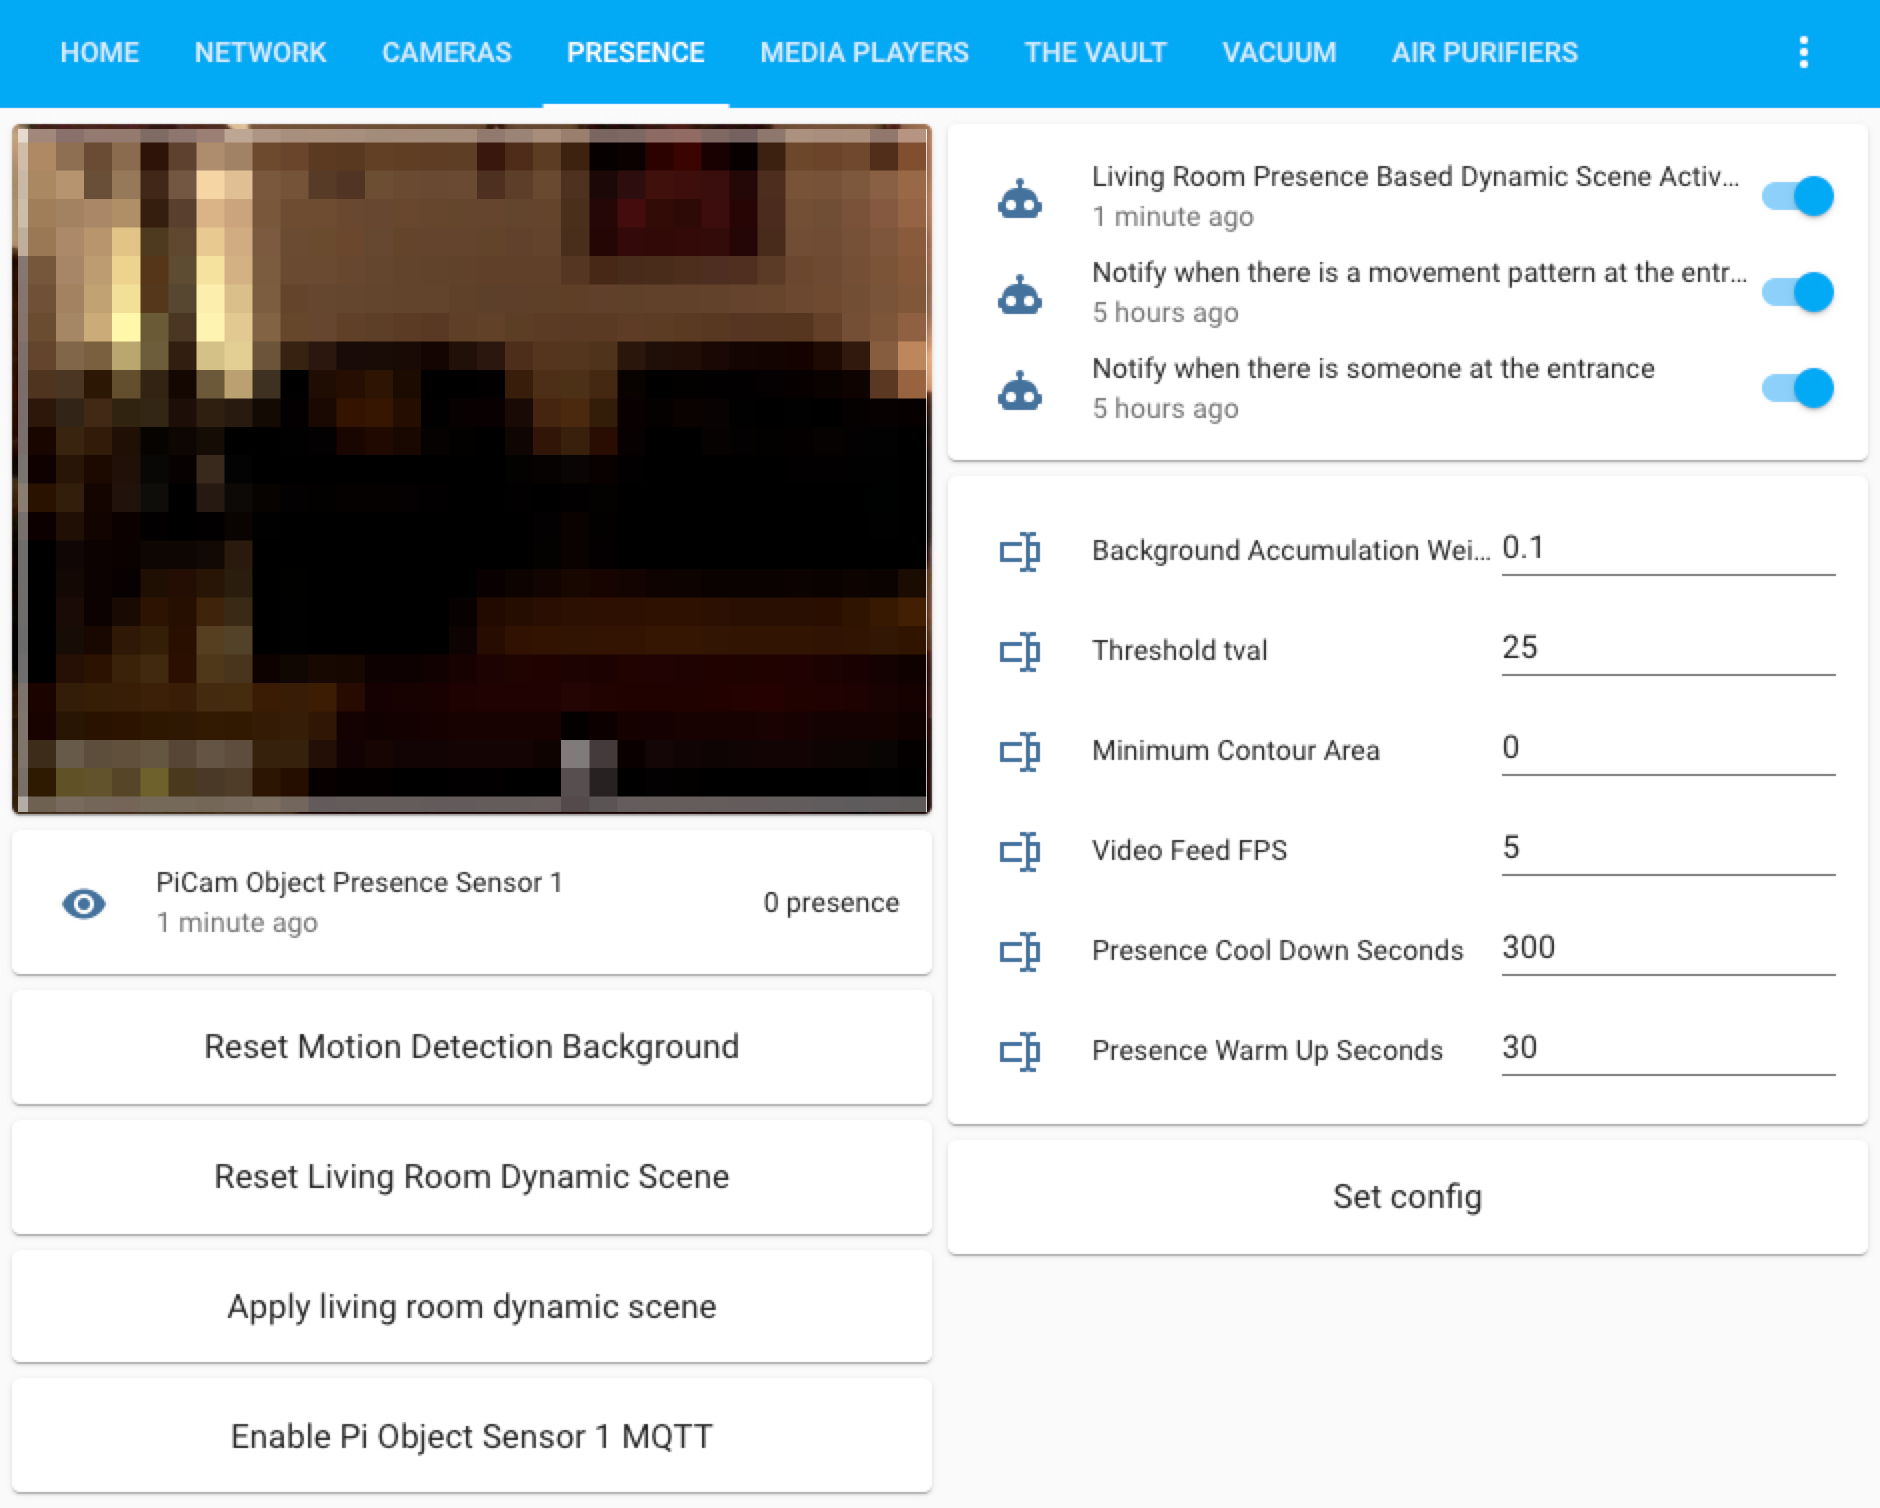 HOME NETWORK CAMERAS PRESENCE MEDIA PLAYERS THE VAULT VACUUM AIR PURIFIERS
PiCam Object Presence Sensor 1
1 minute ago
0 presence
Reset Motion Detection Background
Reset Living Room Dynamic Scene
Apply living room dynamic scene
Enable Pi Object Sensor 1 MQTT
Living Room Presence Based Dynamic Scene Activ...
1 minute ago
Notify when there is a movement pattern at the entr...
5 hours ago
Notify when there is someone at the entrance
5 hours ago
Background Accumulation Wei... 0.1
Threshold tval 25
Minimum Contour Area 0
Video Feed FPS 5
Presence Cool Down Seconds 300
Presence Warm Up Seconds 30
Set config